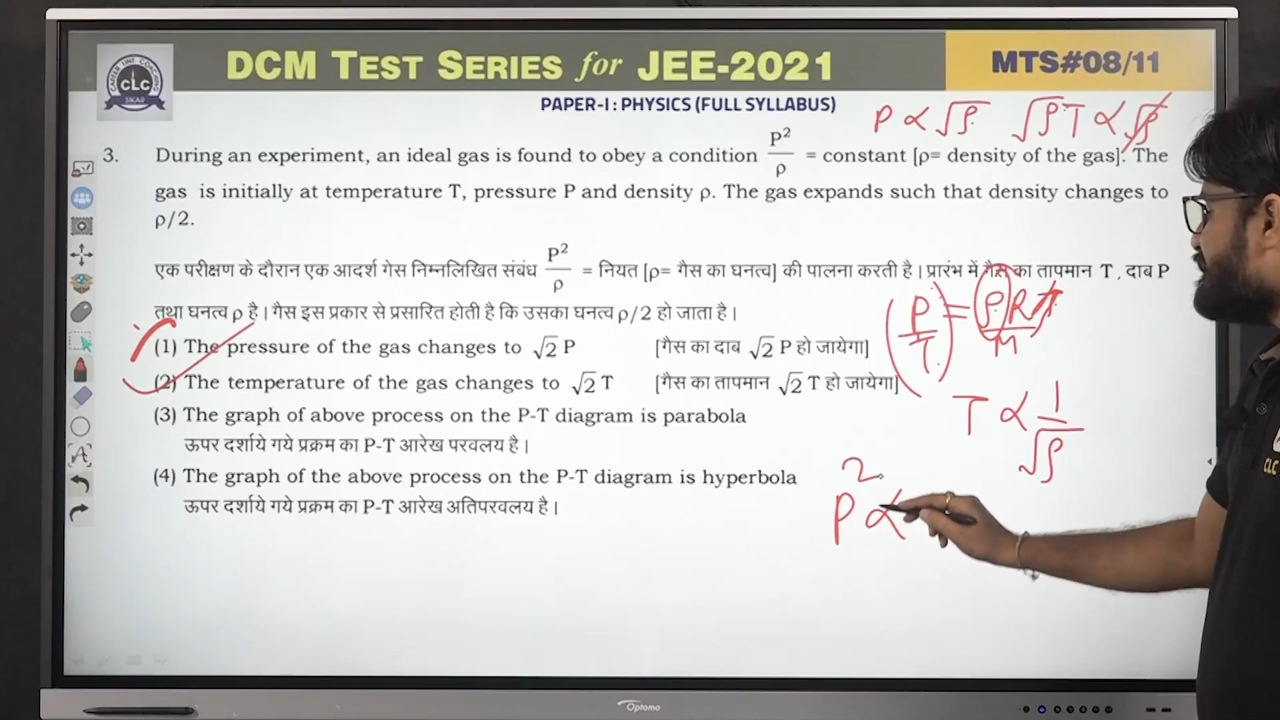 CAREER LINE COACHING
CLC
SIKAR
DCM TEST SERIES for JEE-2021
MTS#08/11
PAPER-I : PHYSICS (FULL SYLLABUS)
P ∝ √ρ √ρ T ∝ √ρ
3. During an experiment, an ideal gas is found to obey a condition P²/ρ = constant [ρ= density of the gas]. The
gas is initially at temperature T, pressure P and density ρ. The gas expands such that density changes to
ρ/2.
एक परीक्षण के दौरान एक आदर्श गेस निम्नलिखित संबंध P²/ρ = नियत [ρ= गैस का घनत्व] की पालना करती है। प्रारंभ में गैस का तापमान T, दाब P
तथा घनत्व ρ है। गैस इस प्रकार से प्रसारित होती है कि उसका घनत्व ρ/2 हो जाता है।
(P/T) = ρR/M
(1) The pressure of the gas changes to √2 P [गैस का दाब √2 P हो जायेगा]
(2) The temperature of the gas changes to √2 T [गैस का तापमान √2 T हो जायेगा]
(3) The graph of above process on the P-T diagram is parabola
T ∝ 1/√ρ
ऊपर दर्शाये गये प्रक्रम का P-T आरेख परवलय है।
(4) The graph of the above process on the P-T diagram is hyperbola
ऊपर दर्शाये गये प्रक्रम का P-T आरेख अतिपरवलय है।
P² ∝
Optoma